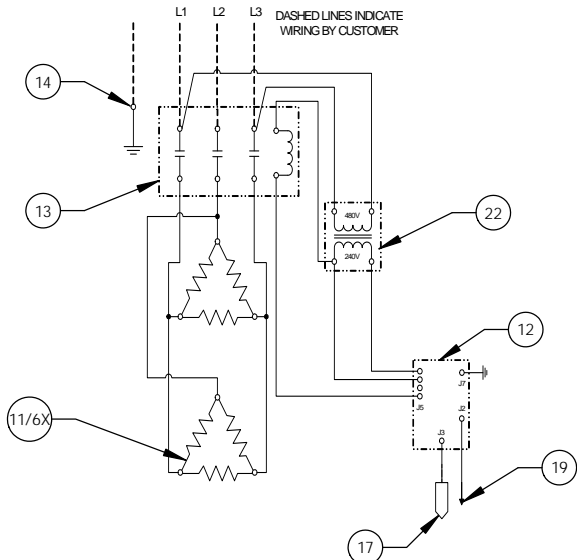 L1 L2 L3 DASHED LINES INDICATE
WIRING BY CUSTOMER
14
13
480V
240V
22
12
J7
J5
J2
J3
11/6X
19
17